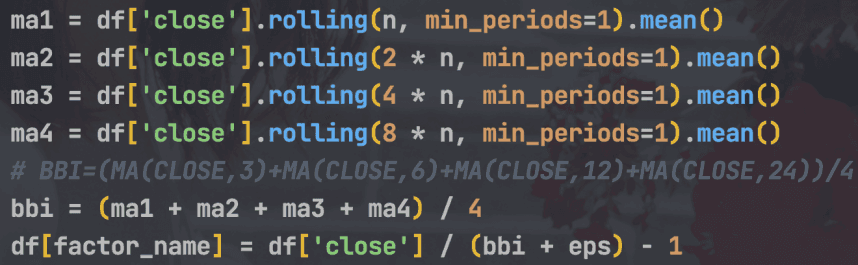 ma1 = df['close'].rolling(n, min_periods=1).mean()
ma2 = df['close'].rolling(2 * n, min_periods=1).mean()
ma3 = df['close'].rolling(4 * n, min_periods=1).mean()
ma4 = df['close'].rolling(8 * n, min_periods=1).mean()
# BBI=(MA(CLOSE,3)+MA(CLOSE,6)+MA(CLOSE,12)+MA(CLOSE,24))/4
bbi = (ma1 + ma2 + ma3 + ma4) / 4
df[factor_name] = df['close'] / (bbi + eps) - 1